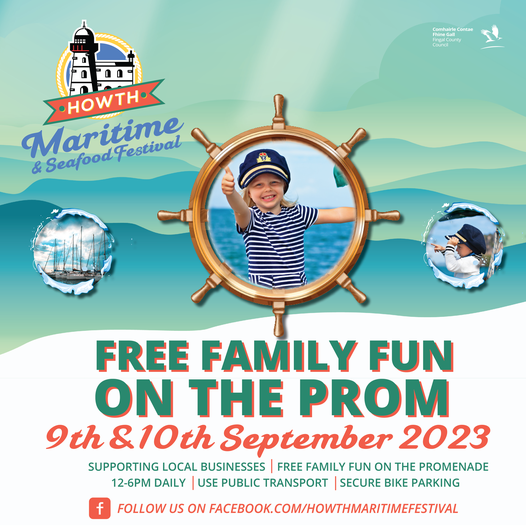 Comhairle Contae
Fhine Gall
Fingal County
Council
HOWTH
Maritime
& Seafood Festival
FREE FAMILY FUN
ON THE PROM
9th & 10th September 2023
SUPPORTING LOCAL BUSINESSES | FREE FAMILY FUN ON THE PROMENADE
12-6PM DAILY | USE PUBLIC TRANSPORT | SECURE BIKE PARKING
f FOLLOW US ON FACEBOOK.COM/HOWTHMARITIMEFESTIVAL